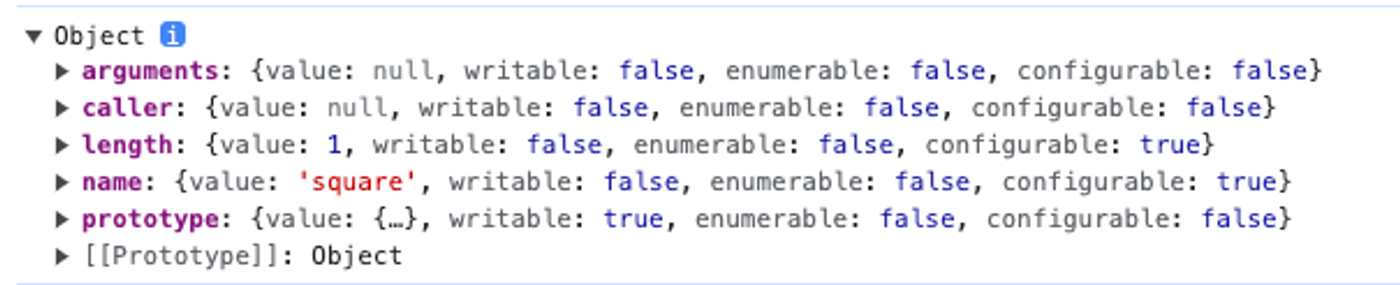 ▼ Object i
▶ arguments: {value: null, writable: false, enumerable: false, configurable: false}
▶ caller: {value: null, writable: false, enumerable: false, configurable: false}
▶ length: {value: 1, writable: false, enumerable: false, configurable: true}
▶ name: {value: 'square', writable: false, enumerable: false, configurable: true}
▶ prototype: {value: {…}, writable: true, enumerable: false, configurable: false}
▶ [[Prototype]]: Object